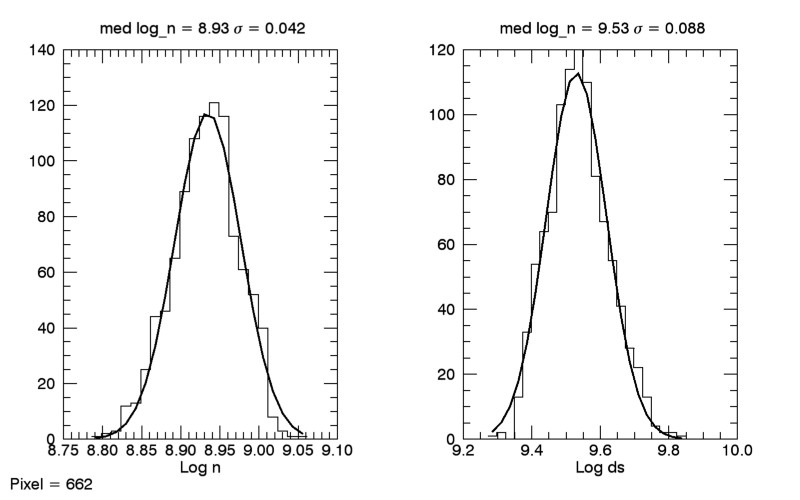 med log_n = 8.93 σ = 0.042
140
120
100
80
60
40
20
0
8.75 8.80 8.85 8.90 8.95 9.00 9.05 9.10
Log n
med log_n = 9.53 σ = 0.088
120
100
80
60
40
20
0
9.2 9.4 9.6 9.8 10.0
Log ds
Pixel = 662